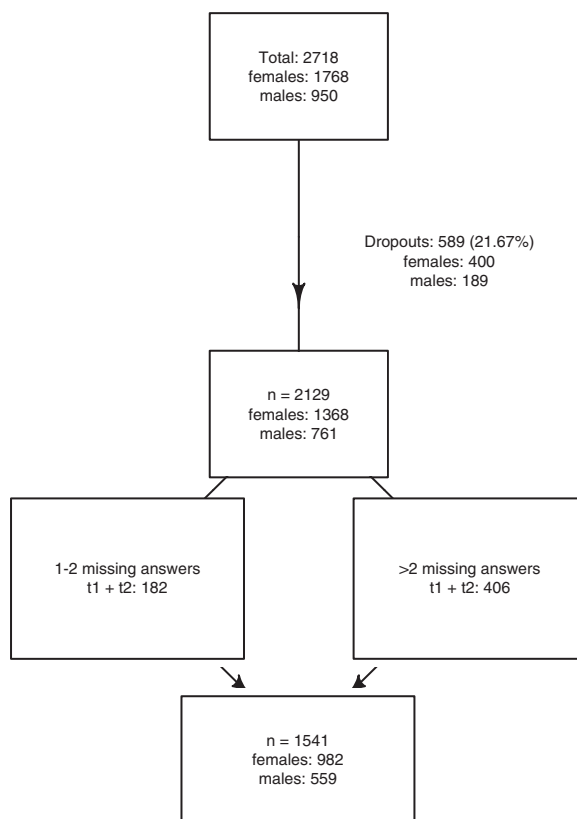 Total: 2718
females: 1768
males: 950
Dropouts: 589 (21.67%)
females: 400
males: 189
n = 2129
females: 1368
males: 761
1-2 missing answers
t1 + t2: 182
>2 missing answers
t1 + t2: 406
n = 1541
females: 982
males: 559